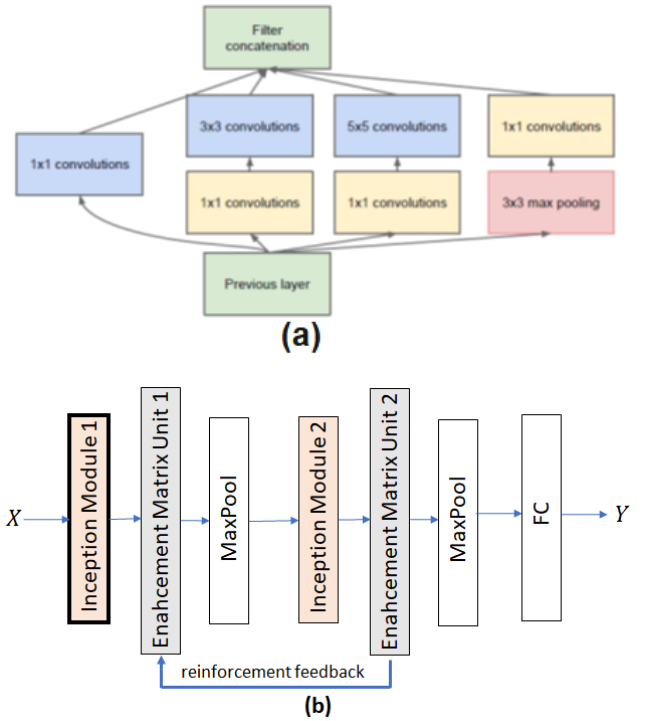 Filter
concatenation
3x3 convolutions
5x5 convolutions
1x1 convolutions
1x1 convolutions
1x1 convolutions
1x1 convolutions
3x3 max pooling
Previous layer
(a)
X
Inception Module 1
Enahcement Matrix Unit 1
MaxPool
Inception Module 2
Enahcement Matrix Unit 2
MaxPool
FC
Y
reinforcement feedback
(b)